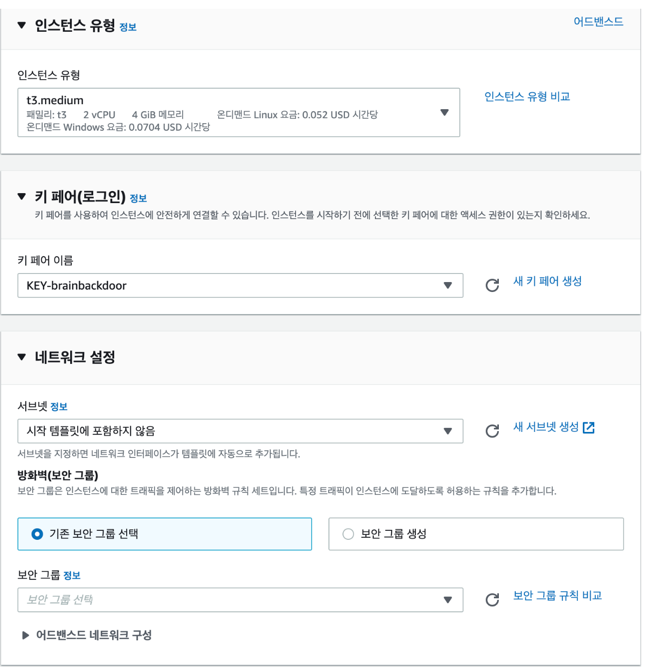 인스턴스 유형 정보
어드밴스드
인스턴스 유형
t3.medium
패밀리: t3 2 vCPU 4 GiB 메모리 온디맨드 Linux 요금: 0.052 USD 시간당
온디맨드 Windows 요금: 0.0704 USD 시간당
인스턴스 유형 비교
키 페어(로그인) 정보
키 페어를 사용하여 인스턴스에 안전하게 연결할 수 있습니다. 인스턴스를 시작하기 전에 선택한 키 페어에 대한 액세스 권한이 있는지 확인하세요.
키 페어 이름
KEY-brainbackdoor
새 키 페어 생성
네트워크 설정
서브넷 정보
시작 템플릿에 포함하지 않음
새 서브넷 생성
서브넷을 지정하면 네트워크 인터페이스가 템플릿에 자동으로 추가됩니다.
방화벽(보안 그룹)
보안 그룹은 인스턴스에 대한 트래픽을 제어하는 방화벽 규칙 세트입니다. 특정 트래픽이 인스턴스에 도달하도록 허용하는 규칙을 추가합니다.
기존 보안 그룹 선택
보안 그룹 생성
보안 그룹 정보
보안 그룹 선택
보안 그룹 규칙 비교
어드밴스드 네트워크 구성